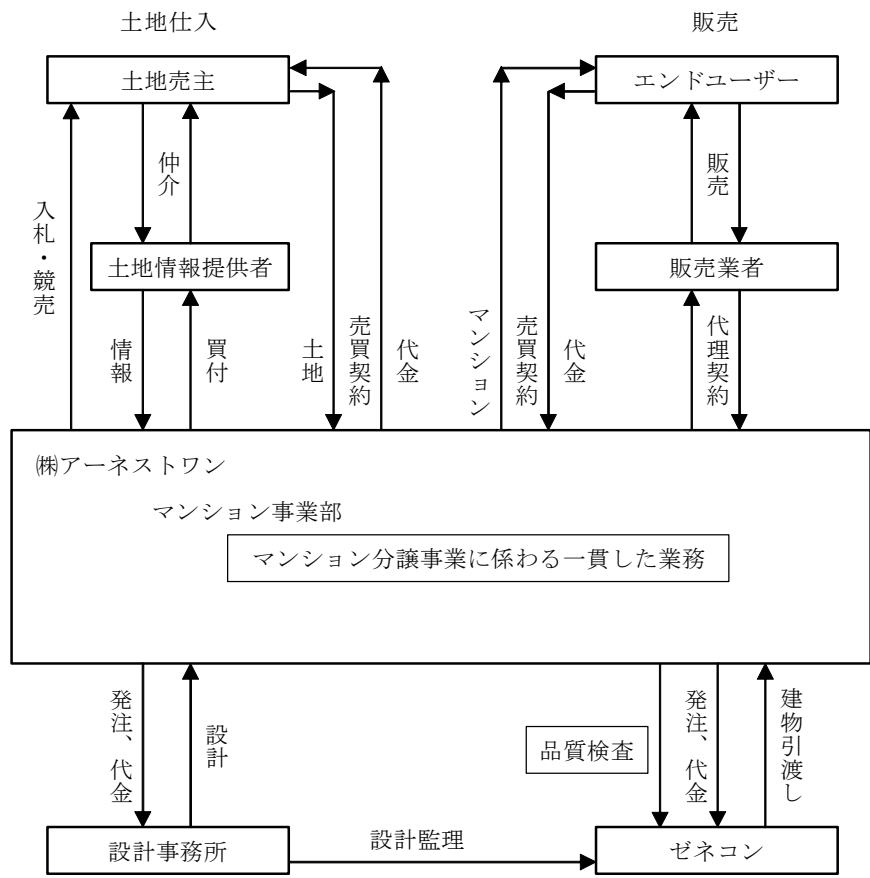 土地仕入
販売
土地売主
エンドユーザー
仲介
販売
入札・競売
土地情報提供者
販売業者
情報
買付
土地
売買契約
代金
マンション
売買契約
代金
代理契約
㈱アーネストワン
マンション事業部
マンション分譲事業に係わる一貫した業務
発注、代金
設計
品質検査
発注、代金
建物引渡し
設計事務所
設計監理
ゼネコン